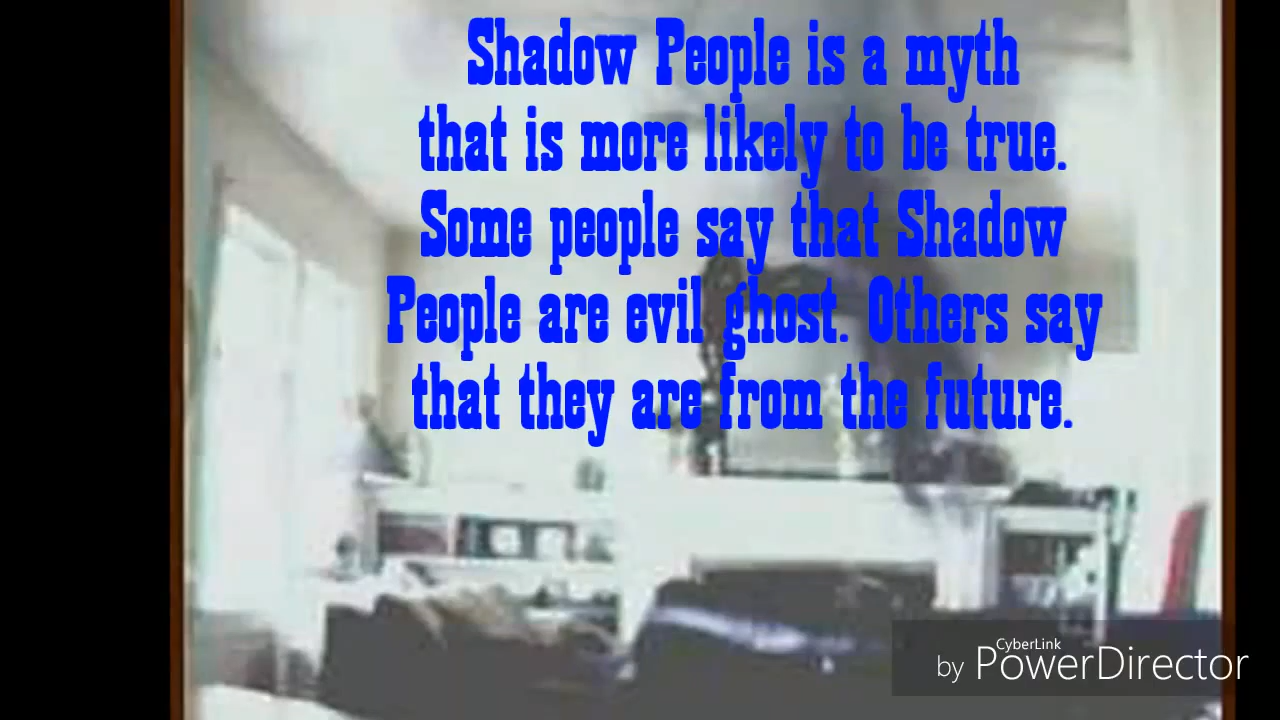 Shadow People is a myth
that is more likely to be true.
Some people say that Shadow
People are evil ghost. Others say
that they are from the future.
CyberLink
by PowerDirector